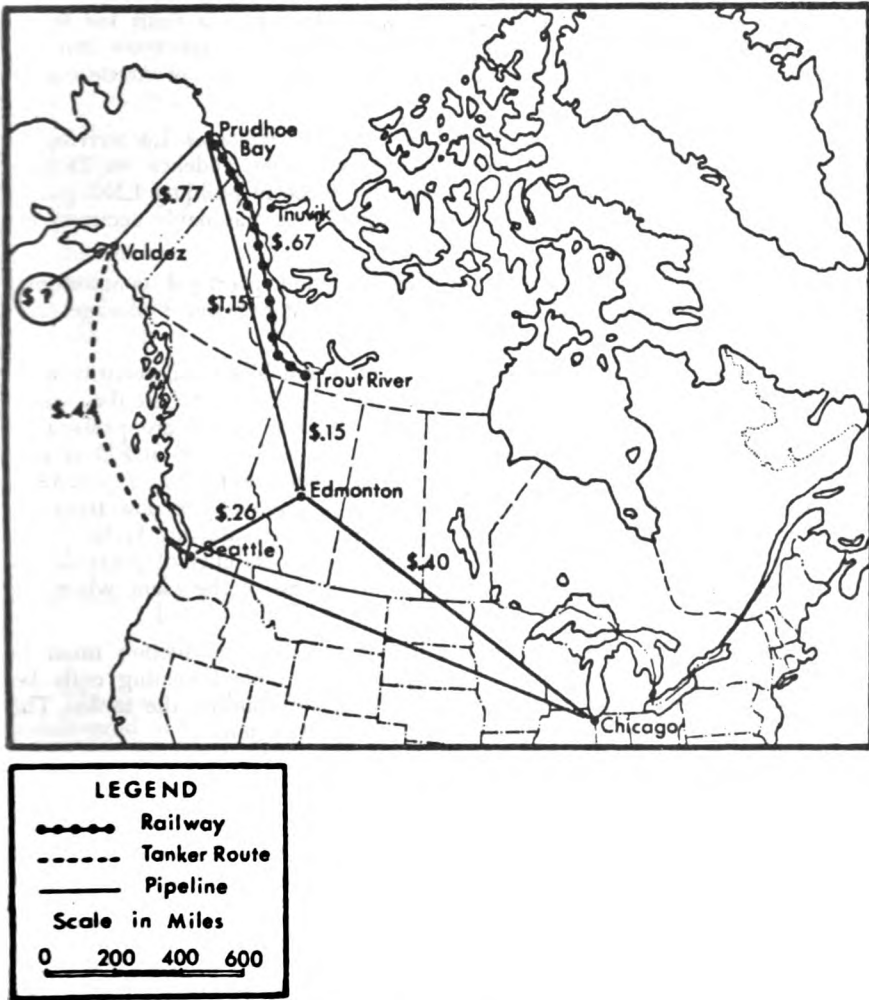 Prudhoe
Bay
$.77
Inuvik
$.67
Valdez
$ ?
$1.15
Trout River
$.44
$.15
Edmonton
$.26
Seattle
$.40
Chicago
LEGEND
Railway
Tanker Route
Pipeline
Scale in Miles
0 200 400 600